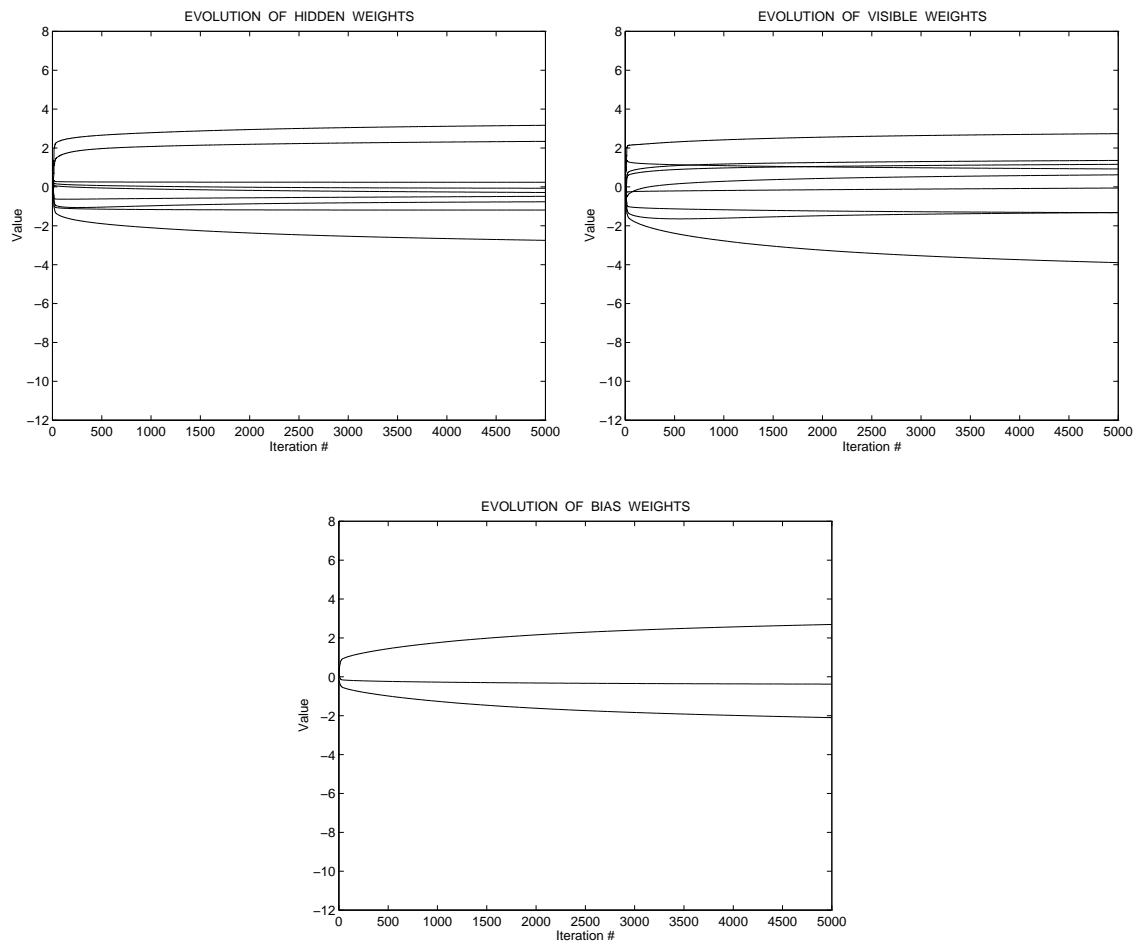 EVOLUTION OF HIDDEN WEIGHTS
8
6
4
2
0
−2
−4
−6
−8
−10
−12
Value
0 500 1000 1500 2000 2500 3000 3500 4000 4500 5000
Iteration #
EVOLUTION OF VISIBLE WEIGHTS
8
6
4
2
0
−2
−4
−6
−8
−10
−12
Value
0 500 1000 1500 2000 2500 3000 3500 4000 4500 5000
Iteration #
EVOLUTION OF BIAS WEIGHTS
8
6
4
2
0
−2
−4
−6
−8
−10
−12
Value
0 500 1000 1500 2000 2500 3000 3500 4000 4500 5000
Iteration #